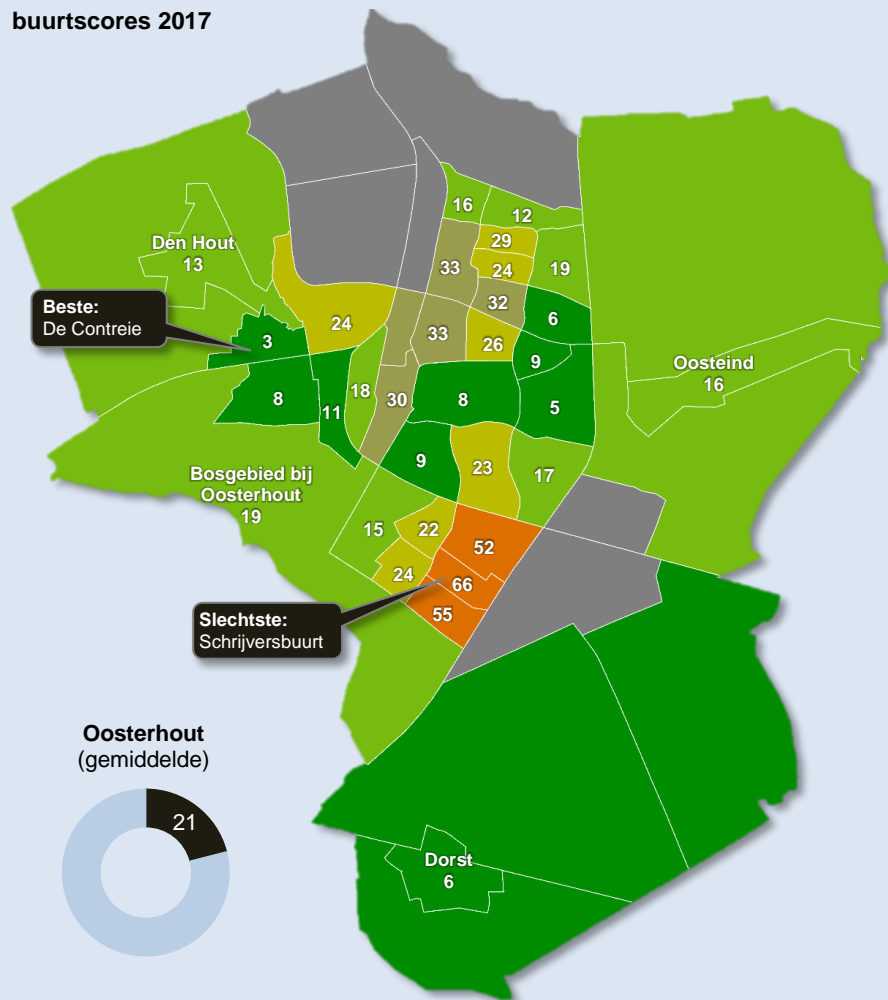 buurtscores 2017
16
12
29
33
24
19
Den Hout
13
32
Beste:
De Contreie
6
24
33
26
3
9
Oosteind
16
8
11
18
30
8
5
9
23
17
Bosgebied bij
Oosterhout
19
15
22
52
24
66
55
Slechtste:
Schrijversbuurt
Oosterhout
(gemiddelde)
21
Dorst
6